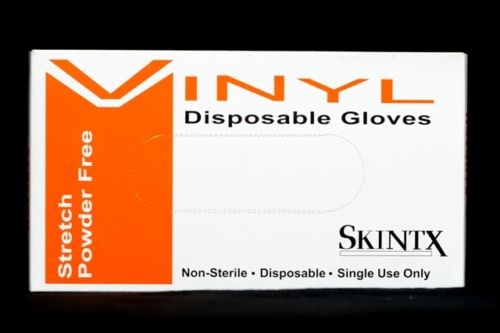 VINYL
Disposable Gloves
Stretch
Powder Free
SKINTX
Non-Sterile • Disposable • Single Use Only